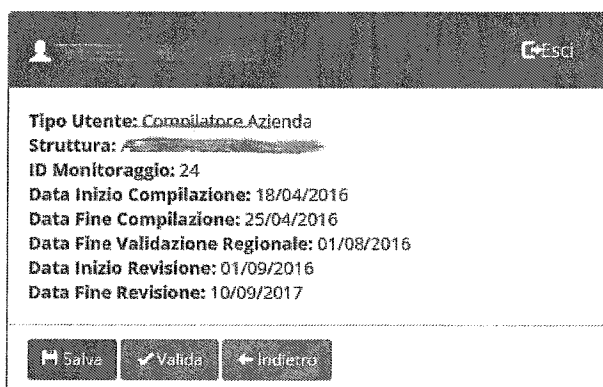 Esci
Tipo Utente: Compilatore Azienda
Struttura:
ID Monitoraggio: 24
Data Inizio Compilazione: 18/04/2016
Data Fine Compilazione: 25/04/2016
Data Fine Validazione Regionale: 01/08/2016
Data Inizio Revisione: 01/09/2016
Data Fine Revisione: 10/09/2017
Salva Valida Indietro